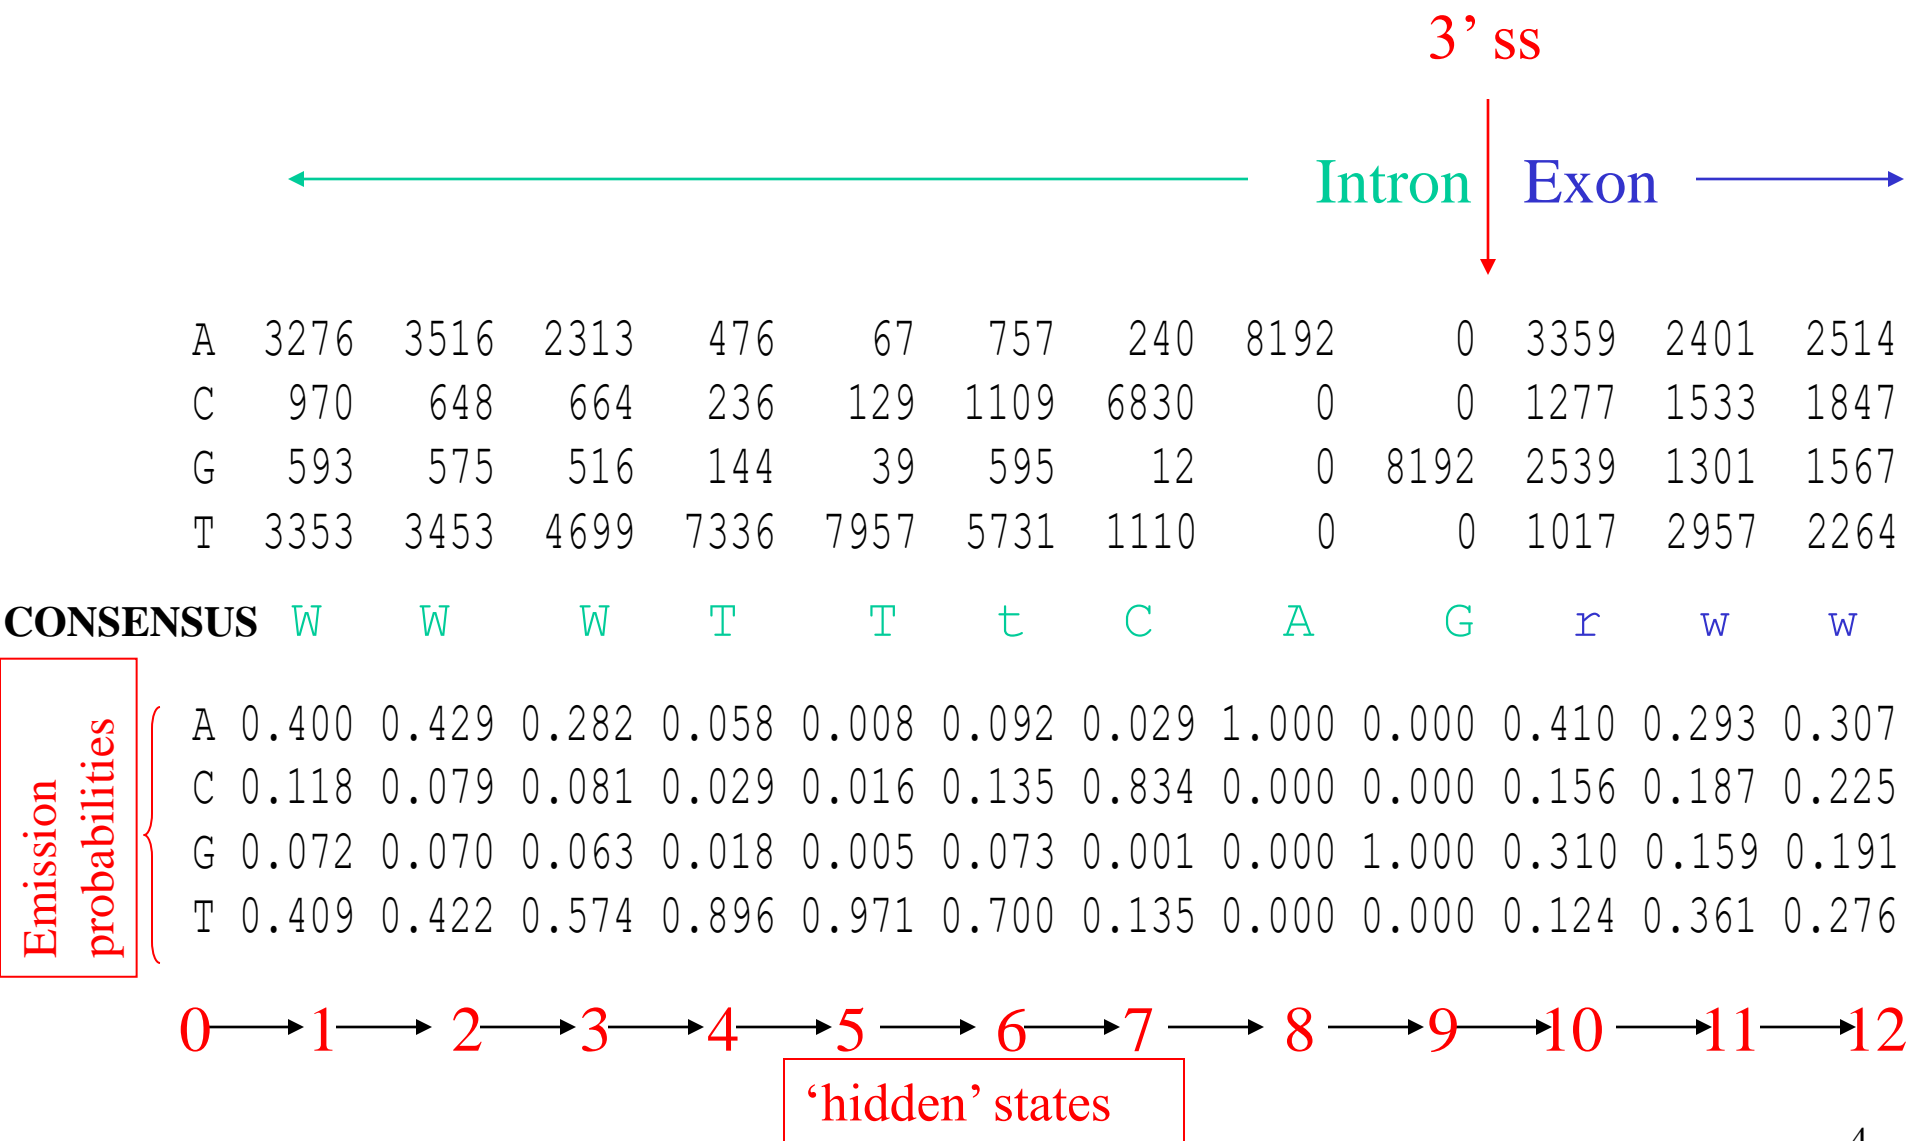 3’ ss
Intron Exon
A 3276 3516 2313 476 67 757 240 8192 0 3359 2401 2514
C 970 648 664 236 129 1109 6830 0 0 1277 1533 1847
G 593 575 516 144 39 595 12 0 8192 2539 1301 1567
T 3353 3453 4699 7336 7957 5731 1110 0 0 1017 2957 2264
CONSENSUS W W W T T t C A G r w w
Emission
probabilities
A 0.400 0.429 0.282 0.058 0.008 0.092 0.029 1.000 0.000 0.410 0.293 0.307
C 0.118 0.079 0.081 0.029 0.016 0.135 0.834 0.000 0.000 0.156 0.187 0.225
G 0.072 0.070 0.063 0.018 0.005 0.073 0.001 0.000 1.000 0.310 0.159 0.191
T 0.409 0.422 0.574 0.896 0.971 0.700 0.135 0.000 0.000 0.124 0.361 0.276
0 1 2 3 4 5 6 7 8 9 10 11 12
‘hidden’ states